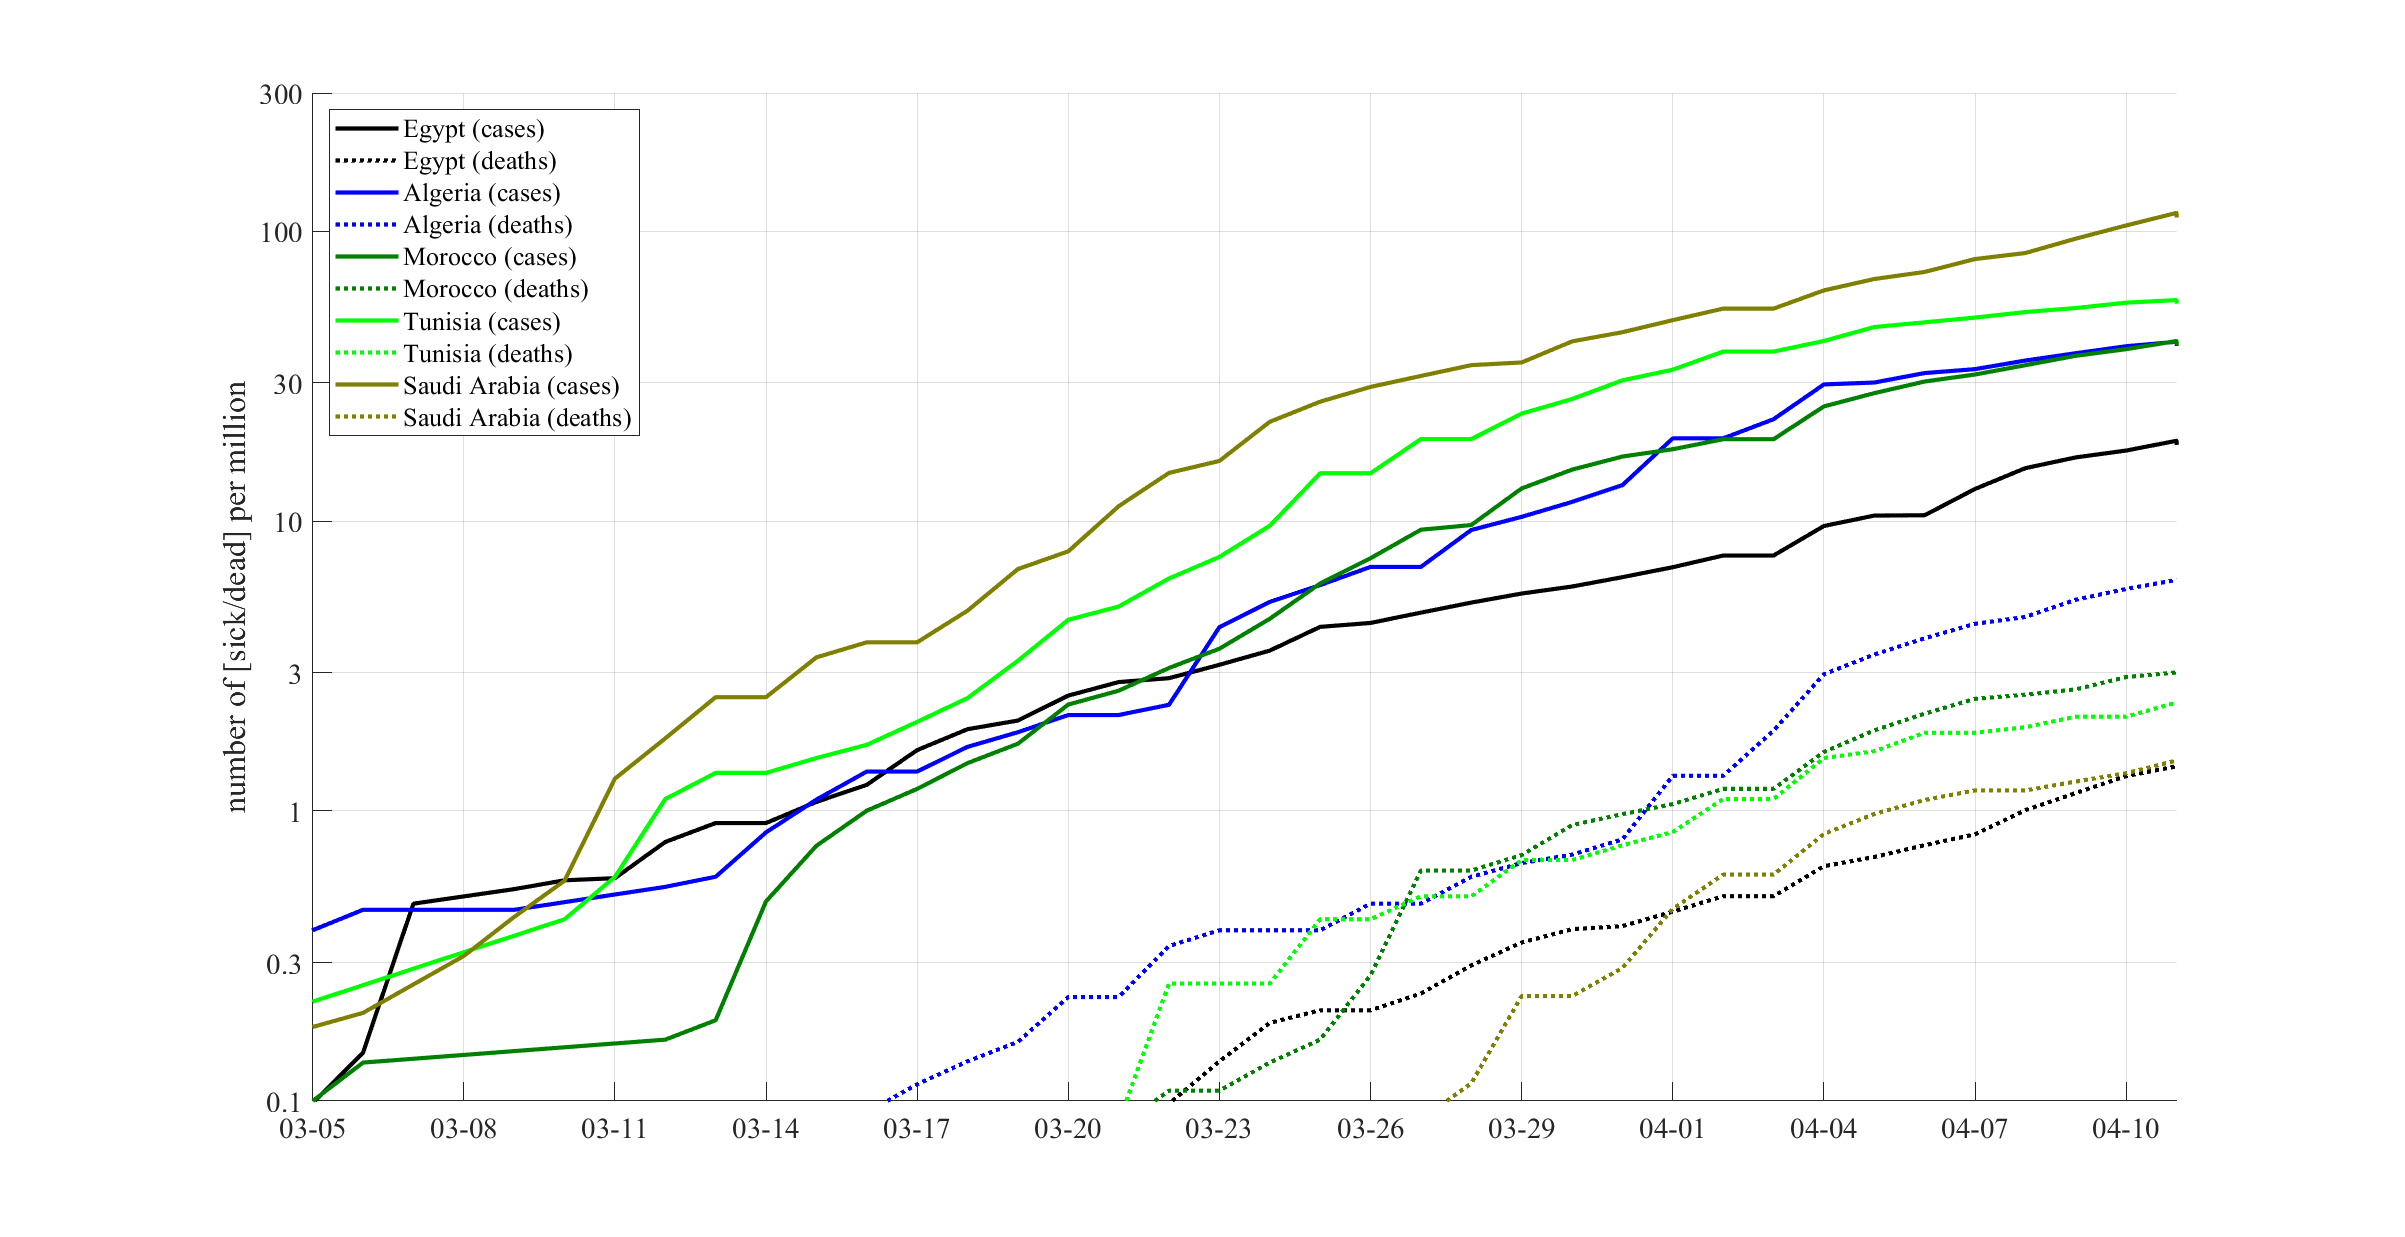 300
100
30
10
3
1
0.3
0.1
number of [sick/dead] per million
Egypt (cases)
Egypt (deaths)
Algeria (cases)
Algeria (deaths)
Morocco (cases)
Morocco (deaths)
Tunisia (cases)
Tunisia (deaths)
Saudi Arabia (cases)
Saudi Arabia (deaths)
03-05 03-08 03-11 03-14 03-17 03-20 03-23 03-26 03-29 04-01 04-04 04-07 04-10